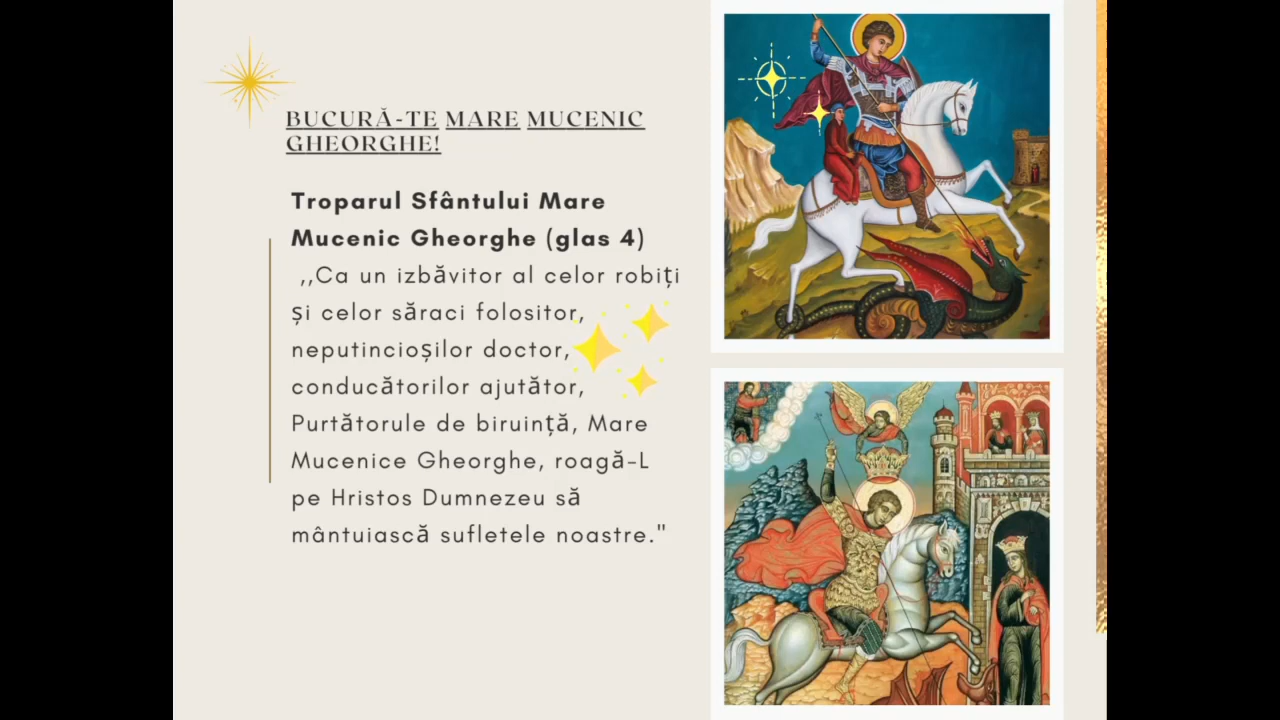 BUCURĂ-TE MARE MUCENIC
GHEORGHE!
Troparul Sfântului Mare
Mucenic Gheorghe (glas 4)
,,Ca un izbăvitor al celor robiți
și celor săraci folositor,
neputincioșilor doctor,
conducătorilor ajutător,
Purtătorule de biruință, Mare
Mucenice Gheorghe, roagă-L
pe Hristos Dumnezeu să
mântuiască sufletele noastre."